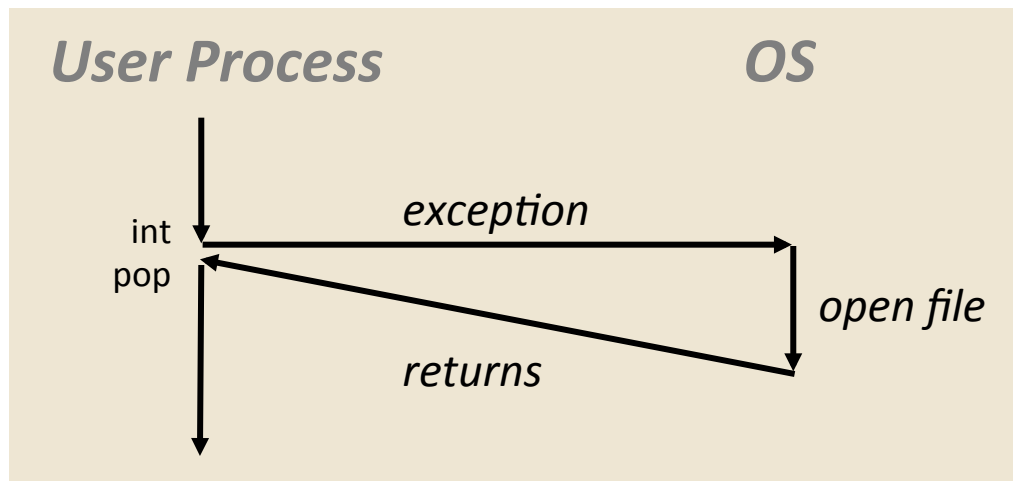 User Process
OS
exception
int
pop
open file
returns